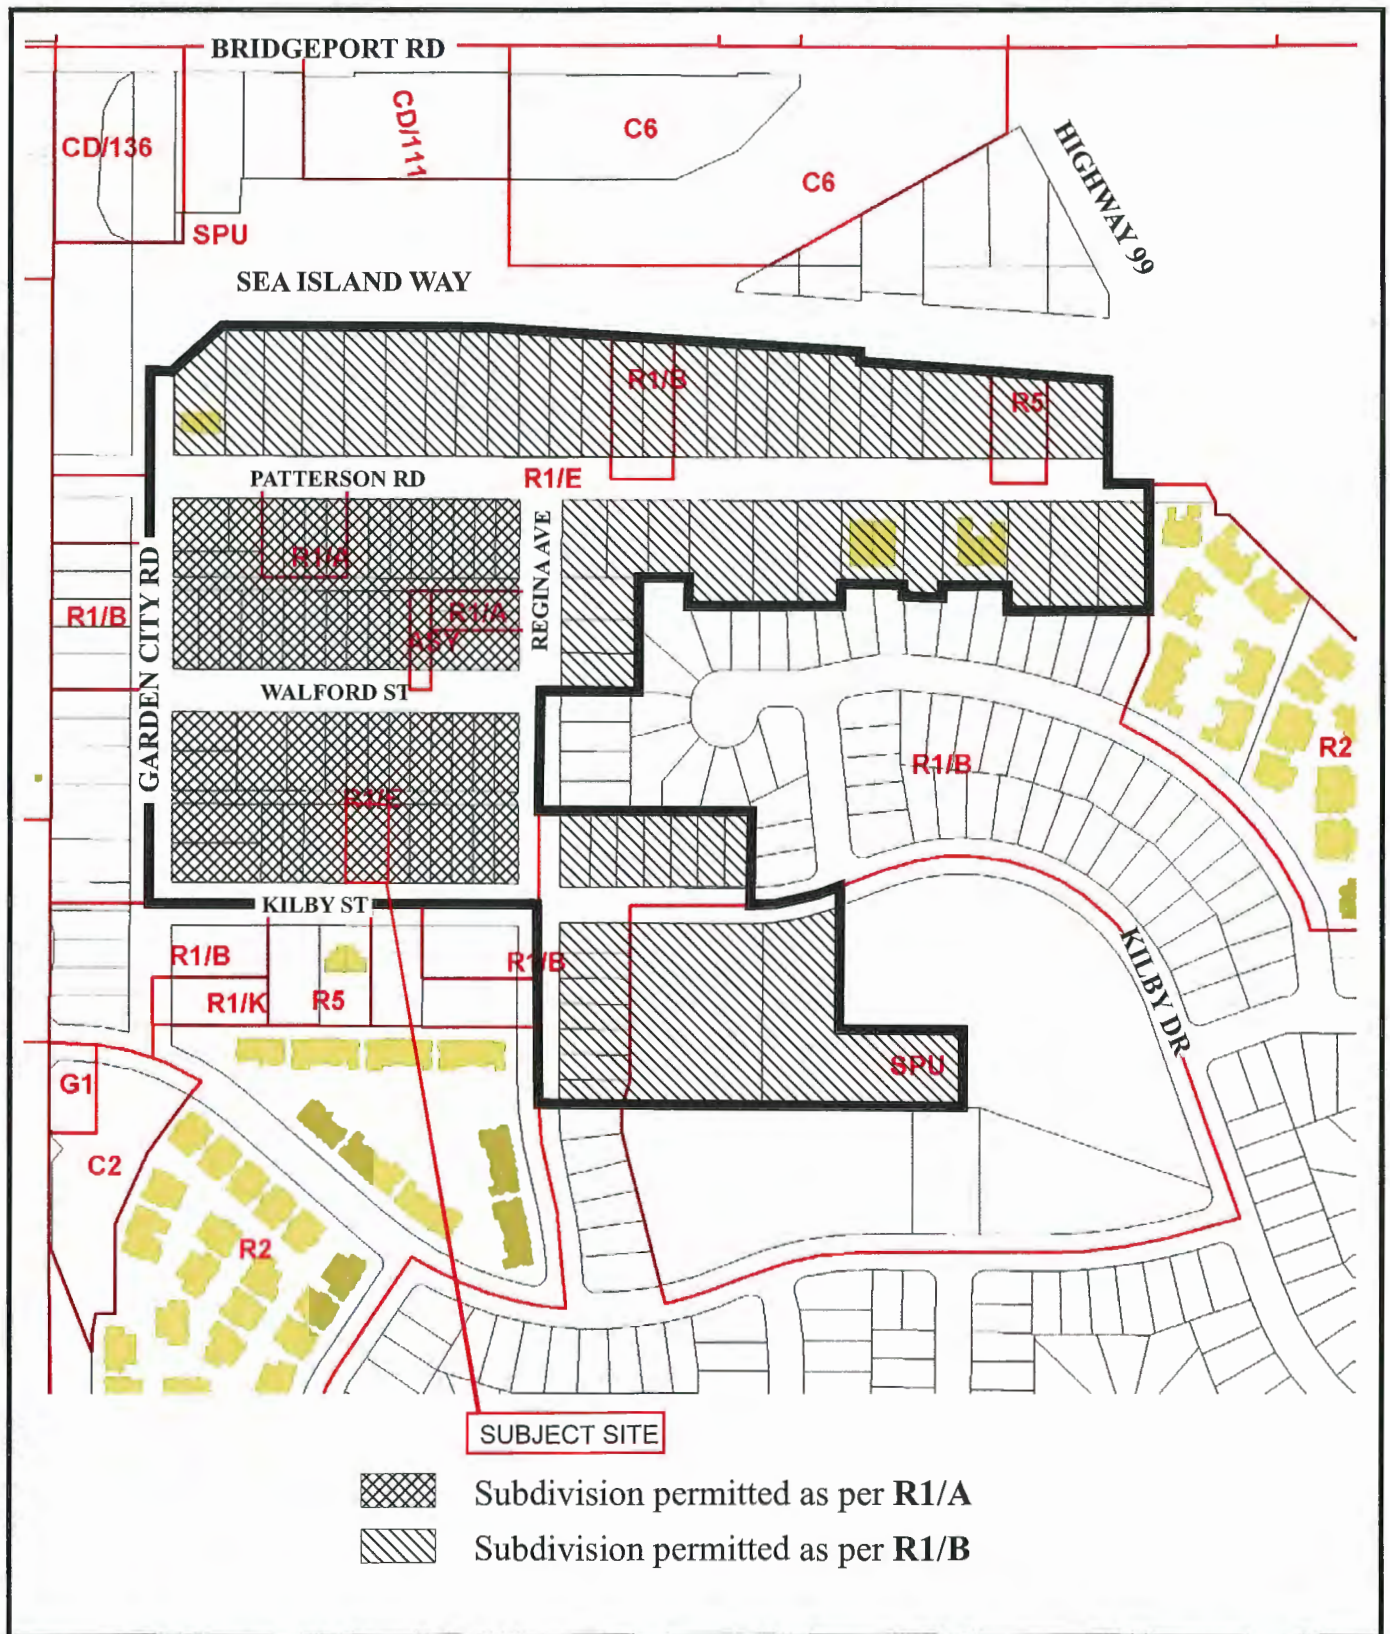 BRIDGEPORT RD
CD/136
CD/111
C6
C6
HIGHWAY 99
SPU
SEA ISLAND WAY
R1/B
R5
PATTERSON RD
R1/E
REGINA AVE
R1/A
R1/B
R1/A
ASY
GARDEN CITY RD
WALFORD ST
R1/B
R2
R1/E
KILBY ST
R1/B
R1/B
R1/K
R5
KILBY DR
SPU
G1
C2
R2
SUBJECT SITE
Subdivision permitted as per R1/A
Subdivision permitted as per R1/B